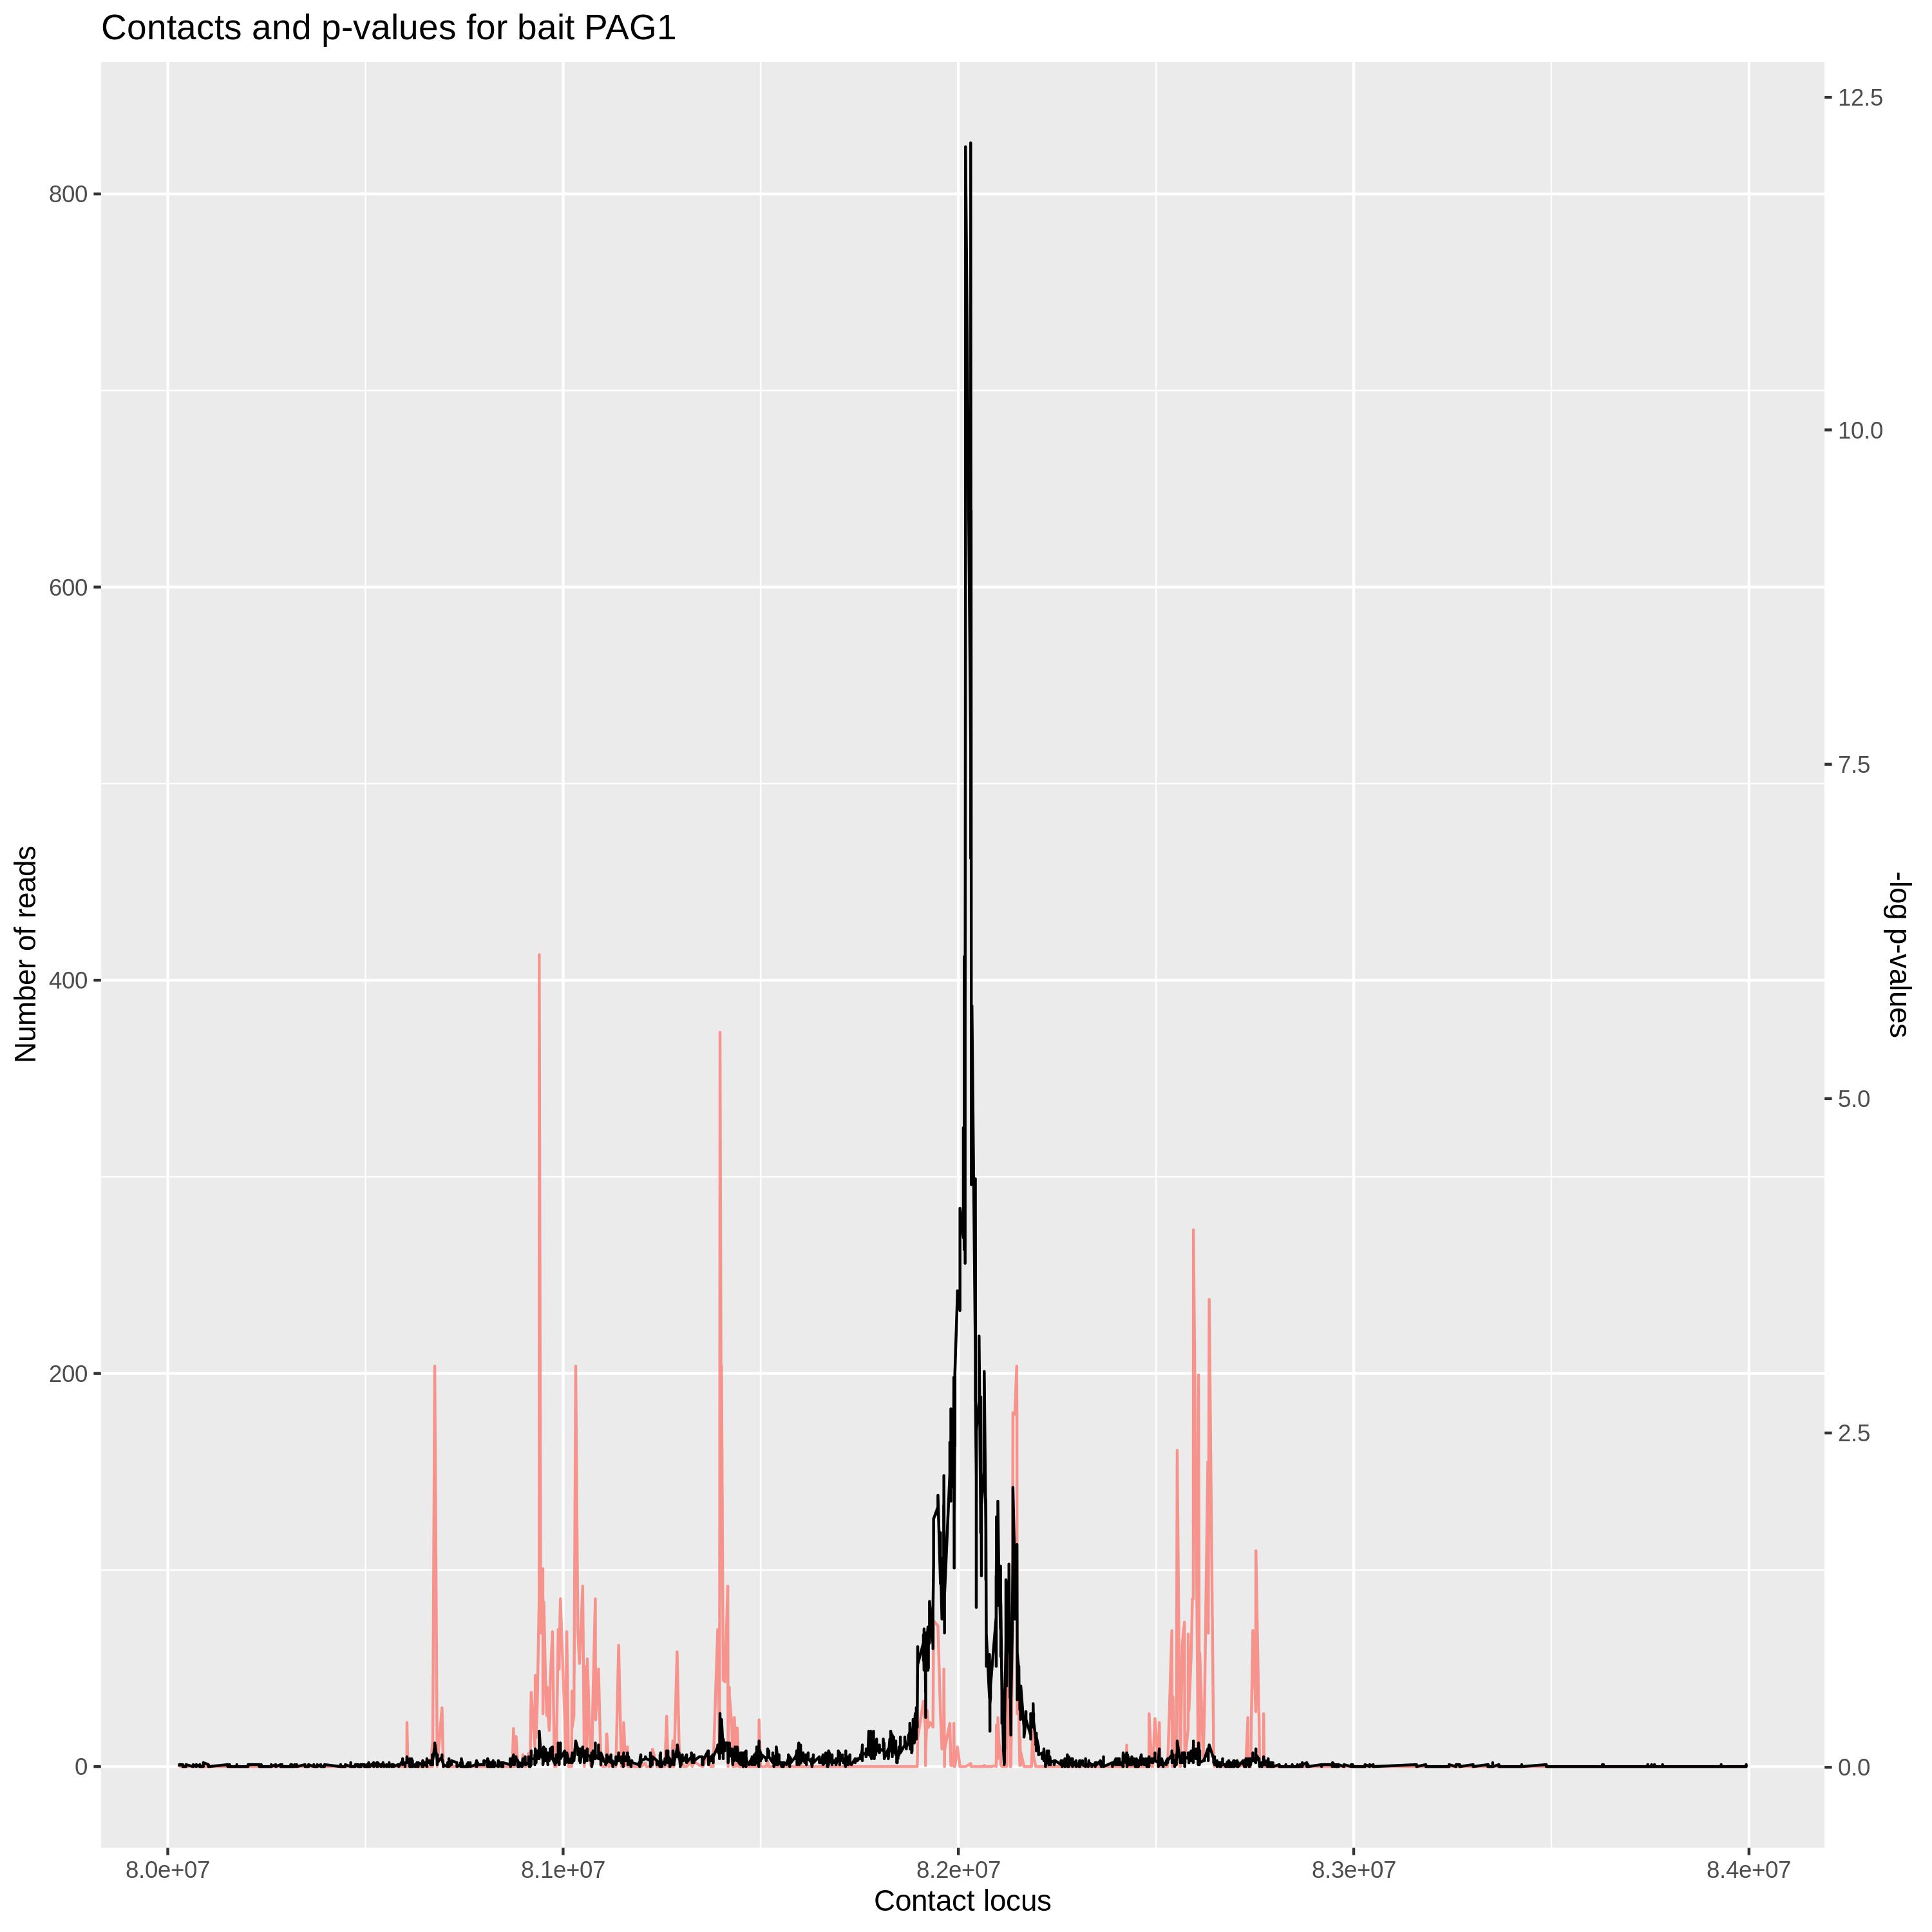 Contacts and p-values for bait PAG1
12.5
800
10.0
600
7.5
Number of reads
-log p-values
400
5.0
200
2.5
0
0.0
8.0e+07 8.1e+07 8.2e+07 8.3e+07 8.4e+07
Contact locus